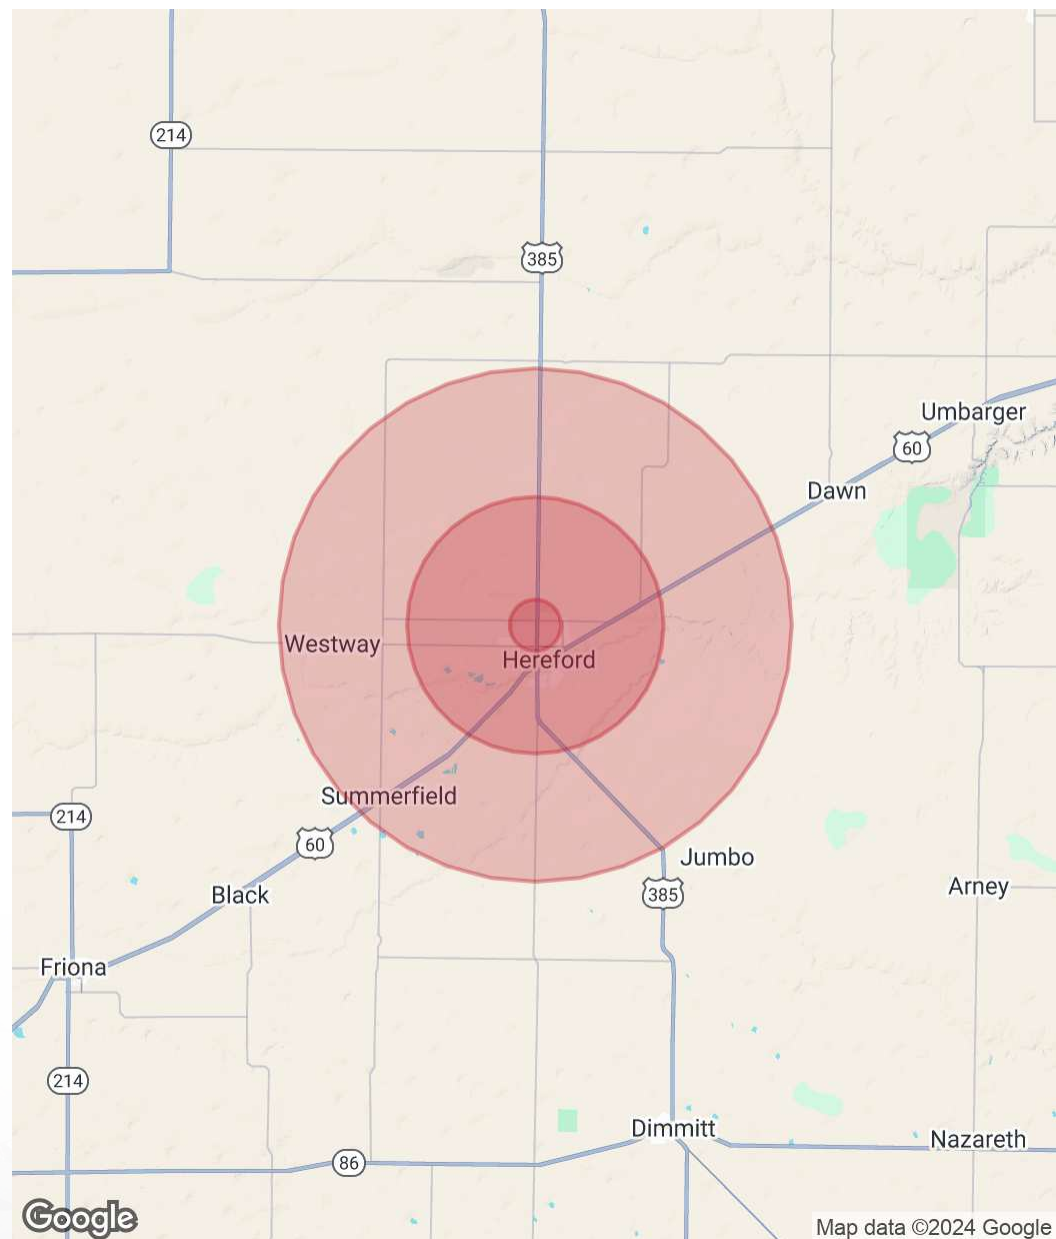 214
385
Umbarger
60
Dawn
Westway
Hereford
Summerfield
214
60
Jumbo
385
Arney
Black
Friona
214
Dimmitt
Nazareth
86
Google
Map data ©2024 Google